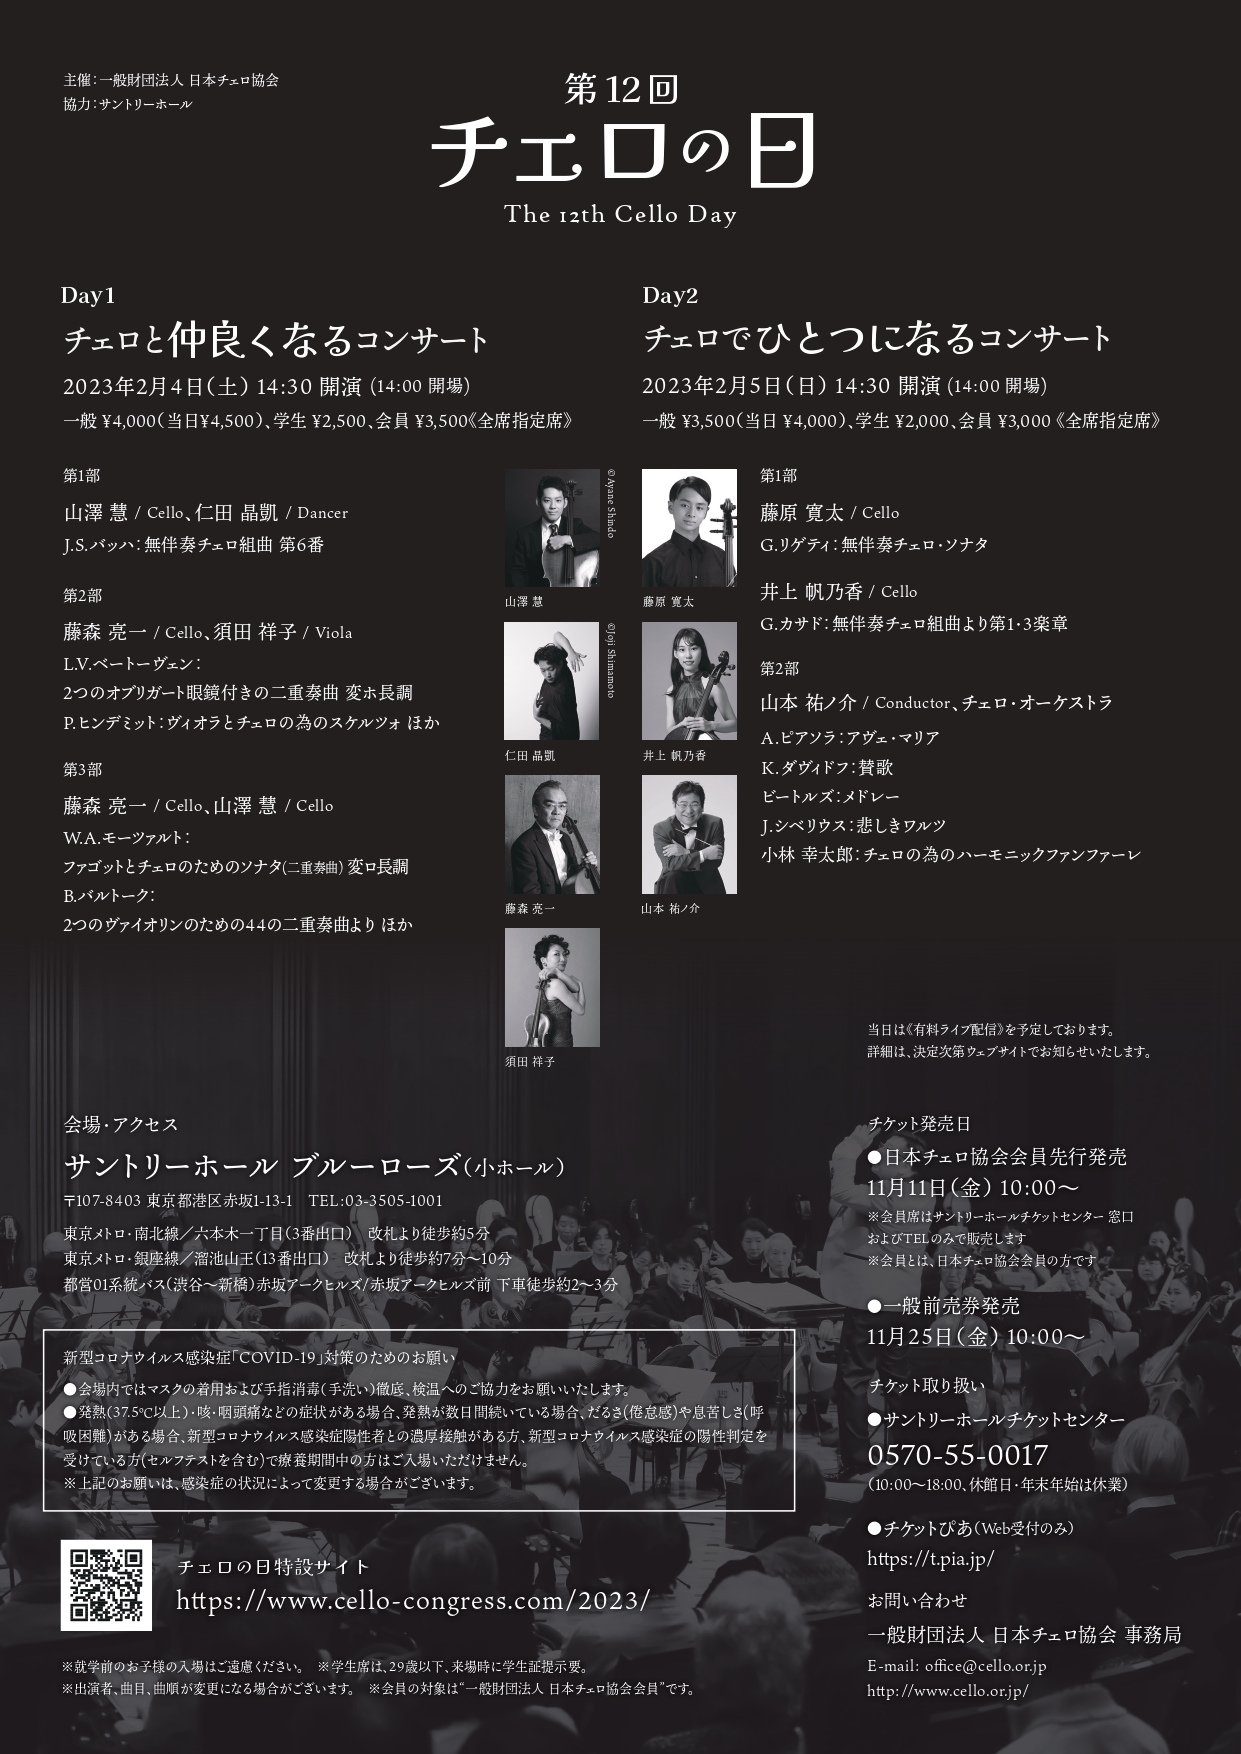 主催：一般財団法人 日本チェロ協会
協力：サントリーホール
第12回
チェロの日
The 12th Cello Day
Day1
チェロと仲良くなるコンサート
2023年2月4日(土) 14:30 開演 (14:00 開場)
一般 ¥4,000(当日¥4,500)、学生 ¥2,500、会員 ¥3,500《全席指定席》
第1部
山澤 慧 / Cello、仁田 晶凱 / Dancer
J.S.バッハ：無伴奏チェロ組曲 第6番
第2部
藤森 亮一 / Cello、須田 祥子 / Viola
L.V.ベートーヴェン：
2つのオブリガート眼鏡付きの二重奏曲 変ホ長調
P.ヒンデミット：ヴィオラとチェロの為のスケルツォ ほか
第3部
藤森 亮一 / Cello、山澤 慧 / Cello
W.A.モーツァルト：
ファゴットとチェロのためのソナタ(二重奏曲) 変ロ長調
B.バルトーク：
2つのヴァイオリンのための44の二重奏曲より ほか
©Ayane Shindo
山澤 慧
©Joji Shimamoto
仁田 晶凱
藤森 亮一
須田 祥子
Day2
チェロでひとつになるコンサート
2023年2月5日(日) 14:30 開演 (14:00 開場)
一般 ¥3,500(当日 ¥4,000)、学生 ¥2,000、会員 ¥3,000《全席指定席》
藤原 寛太
井上 帆乃香
山本 祐ノ介
第1部
藤原 寛太 / Cello
G.リゲティ：無伴奏チェロ・ソナタ
井上 帆乃香 / Cello
G.カサド：無伴奏チェロ組曲より第1・3楽章
第2部
山本 祐ノ介 / Conductor、チェロ・オーケストラ
A.ピアソラ：アヴェ・マリア
K.ダヴィドフ：賛歌
ビートルズ：メドレー
J.シベリウス：悲しきワルツ
小林 幸太郎：チェロの為のハーモニックファンファーレ
当日は《有料ライブ配信》を予定しております。
詳細は、決定次第ウェブサイトでお知らせいたします。
会場・アクセス
サントリーホール ブルーローズ(小ホール)
〒107-8403 東京都港区赤坂1-13-1　TEL:03-3505-1001
東京メトロ・南北線／六本木一丁目(3番出口)　改札より徒歩約5分
東京メトロ・銀座線／溜池山王(13番出口)　改札より徒歩約7分〜10分
都営01系統バス(渋谷〜新橋)赤坂アークヒルズ/赤坂アークヒルズ前 下車徒歩約2〜3分
新型コロナウイルス感染症「COVID-19」対策のためのお願い
●会場内ではマスクの着用および手指消毒(手洗い)徹底、検温へのご協力をお願いいたします。
●発熱(37.5℃以上)・咳・咽頭痛などの症状がある場合、発熱が数日間続いている場合、だるさ(倦怠感)や息苦しさ(呼
吸困難)がある場合、新型コロナウイルス感染症陽性者との濃厚接触がある方、新型コロナウイルス感染症の陽性判定を
受けている方(セルフテストを含む)で療養期間中の方はご入場いただけません。
※上記のお願いは、感染症の状況によって変更する場合がございます。
チェロの日特設サイト
https://www.cello-congress.com/2023/
※就学前のお子様の入場はご遠慮ください。　※学生席は、29歳以下、来場時に学生証提示要。
※出演者、曲目、曲順が変更になる場合がございます。　※会員の対象は“一般財団法人 日本チェロ協会会員”です。
チケット発売日
●日本チェロ協会会員先行発売
11月11日(金) 10:00〜
※会員席はサントリーホールチケットセンター 窓口
およびTELのみで販売します
※会員とは、日本チェロ協会会員の方です
●一般前売券発売
11月25日(金) 10:00〜
チケット取り扱い
●サントリーホールチケットセンター
0570-55-0017
(10:00〜18:00、休館日・年末年始は休業)
●チケットぴあ(Web受付のみ)
https://t.pia.jp/
お問い合わせ
一般財団法人 日本チェロ協会 事務局
E-mail: office@cello.or.jp
http://www.cello.or.jp/